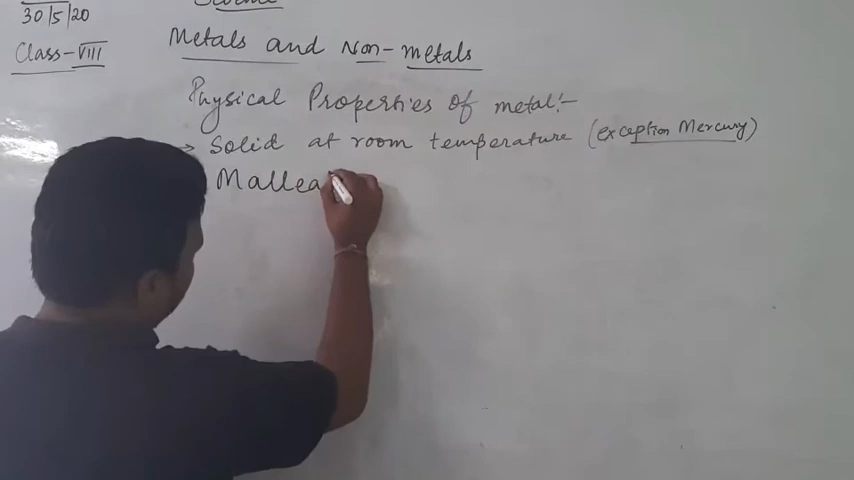 30/5/20
Class-VIII
Science
Metals and Non-metals
Physical Properties of metal:-
→ Solid at room temperature (exception Mercury)
Mallea